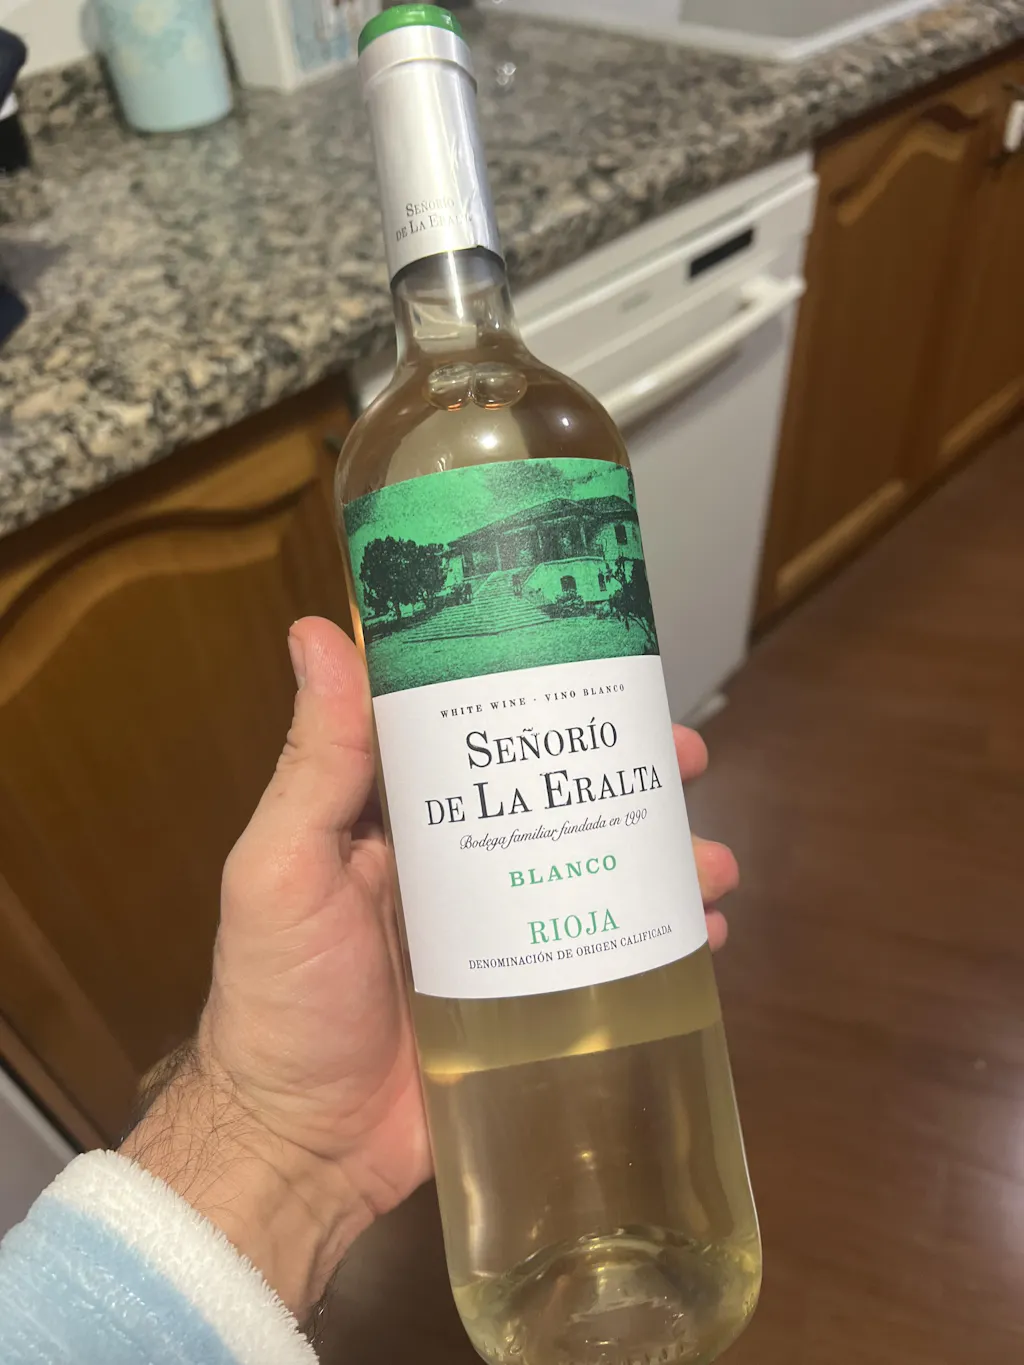 SEÑORÍO
DE LA ERALTA
WHITE WINE · VINO BLANCO
SEÑORÍO
DE LA ERALTA
Bodega familiar fundada en 1990
BLANCO
RIOJA
DENOMINACIÓN DE ORIGEN CALIFICADA